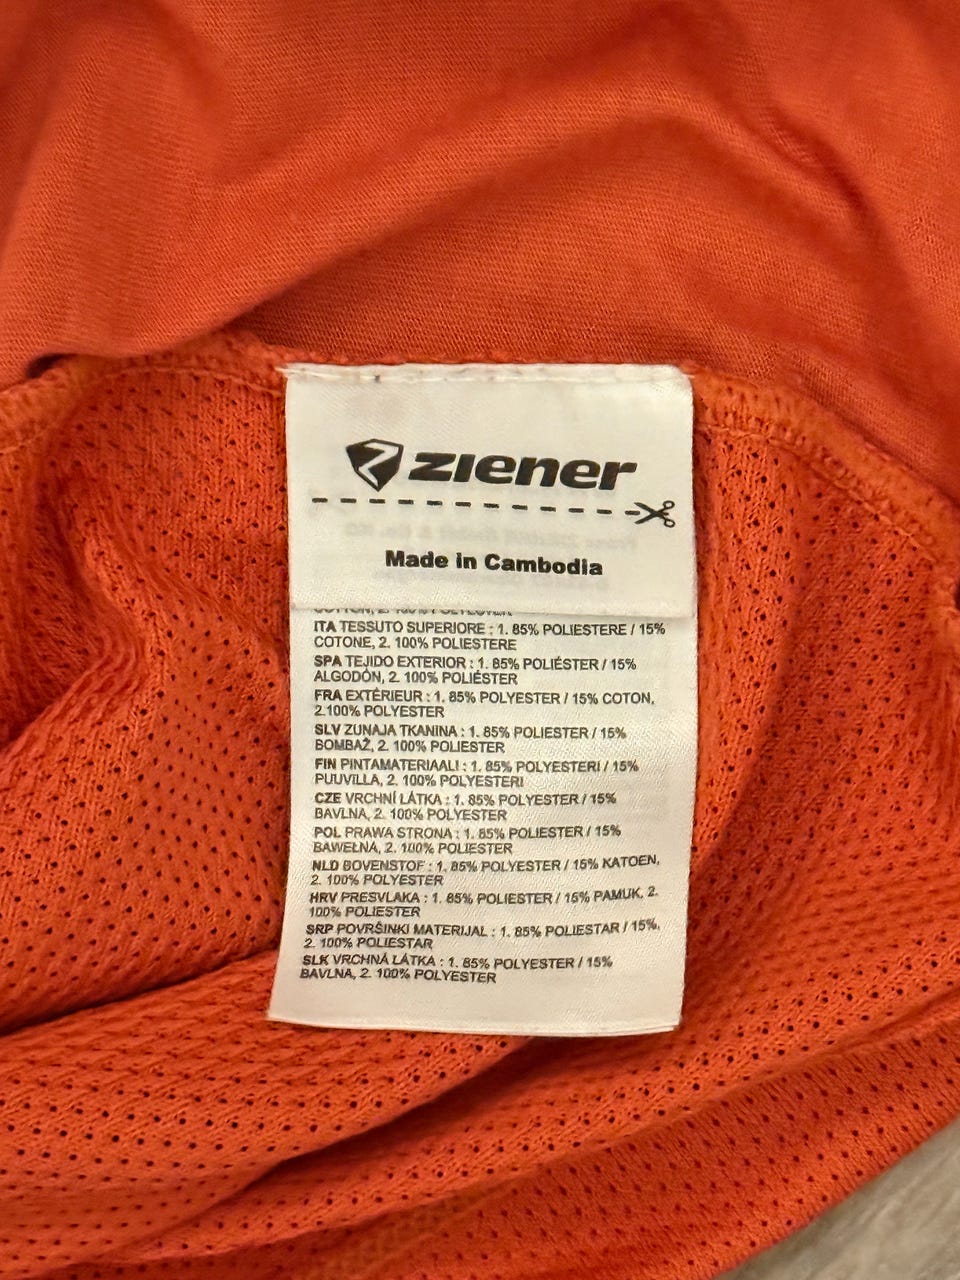 ziener
Made in Cambodia
COTTON, 2. 100% POLYESTER
ITA TESSUTO SUPERIORE : 1. 85% POLIESTERE / 15%
COTONE, 2. 100% POLIESTERE
SPA TEJIDO EXTERIOR : 1. 85% POLIÉSTER / 15%
ALGODÓN, 2. 100% POLIÉSTER
FRA EXTÉRIEUR : 1. 85% POLYESTER / 15% COTON,
2.100% POLYESTER
SLV ZUNAJA TKANINA : 1. 85% POLIESTER / 15%
BOMBAŽ, 2. 100% POLIESTER
FIN PINTAMATERIAALI : 1. 85% POLYESTERI / 15%
PUUVILLA, 2. 100% POLYESTERI
CZE VRCHNÍ LÁTKA : 1. 85% POLYESTER / 15%
BAVLNA, 2. 100% POLYESTER
POL PRAWA STRONA : 1. 85% POLIESTER / 15%
BAWEŁNA, 2. 100% POLIESTER
NLD BOVENSTOF : 1. 85% POLYESTER / 15% KATOEN,
2. 100% POLYESTER
HRV PRESVLAKA : 1. 85% POLIESTER / 15% PAMUK, 2.
100% POLIESTER
SRP POVRŠINKI MATERIJAL : 1. 85% POLIESTAR / 15%,
2. 100% POLIESTAR
SLK VRCHNÁ LÁTKA : 1. 85% POLYESTER / 15%
BAVLNA, 2. 100% POLYESTER